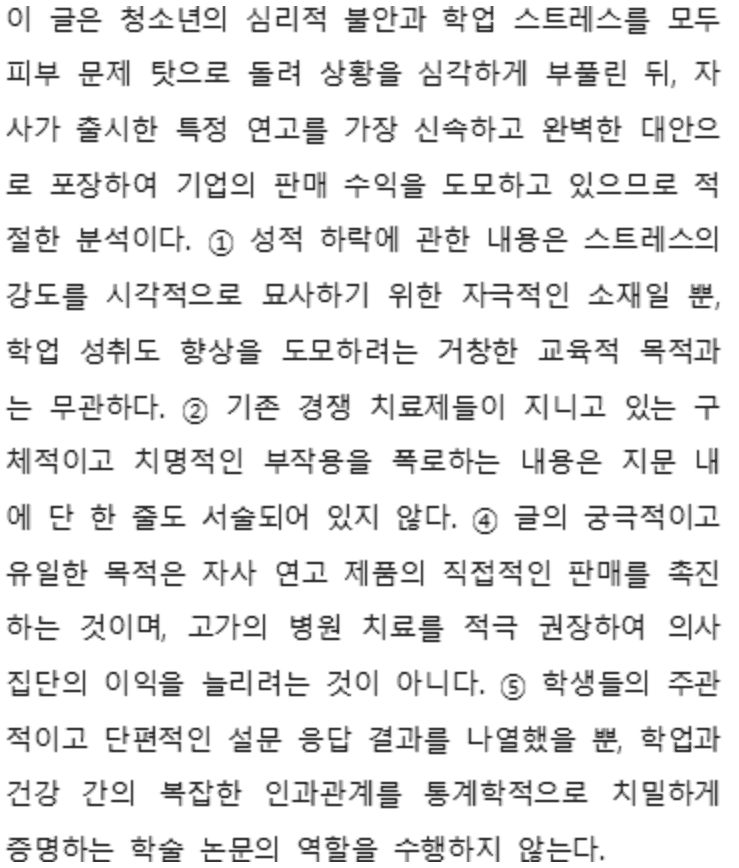 이 글은 청소년의 심리적 불안과 학업 스트레스를 모두
피부 문제 탓으로 돌려 상황을 심각하게 부풀린 뒤, 자
사가 출시한 특정 연고를 가장 신속하고 완벽한 대안으
로 포장하여 기업의 판매 수익을 도모하고 있으므로 적
절한 분석이다. ① 성적 하락에 관한 내용은 스트레스의
강도를 시각적으로 묘사하기 위한 자극적인 소재일 뿐,
학업 성취도 향상을 도모하려는 거창한 교육적 목적과
는 무관하다. ② 기존 경쟁 치료제들이 지니고 있는 구
체적이고 치명적인 부작용을 폭로하는 내용은 지문 내
에 단 한 줄도 서술되어 있지 않다. ④ 글의 궁극적이고
유일한 목적은 자사 연고 제품의 직접적인 판매를 촉진
하는 것이며, 고가의 병원 치료를 적극 권장하여 의사
집단의 이익을 늘리려는 것이 아니다. ⑤ 학생들의 주관
적이고 단편적인 설문 응답 결과를 나열했을 뿐, 학업과
건강 간의 복잡한 인과관계를 통계학적으로 치밀하게
증명하는 학술 논문의 역할을 수행하지 않는다.